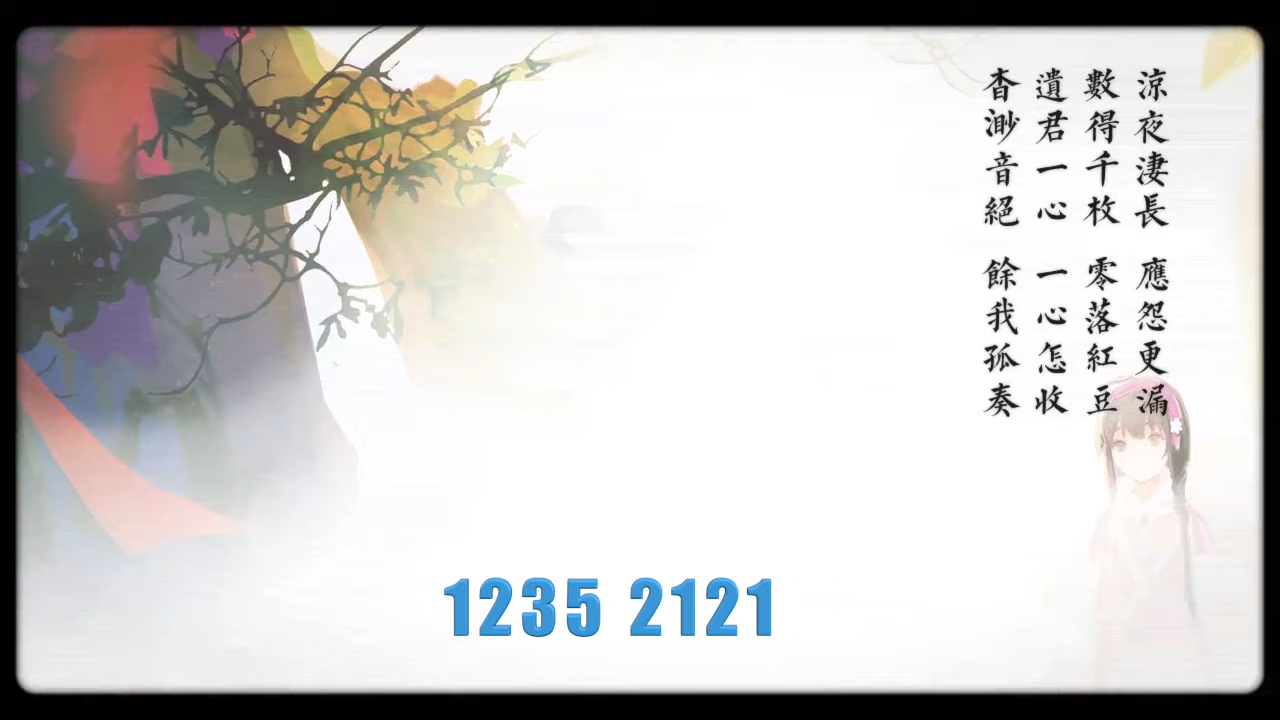 涼夜淒長 應怨更漏
數得千枚 零落紅豆
遺君一心 一心怎收
杳渺音絕 餘我孤奏
1235 2121